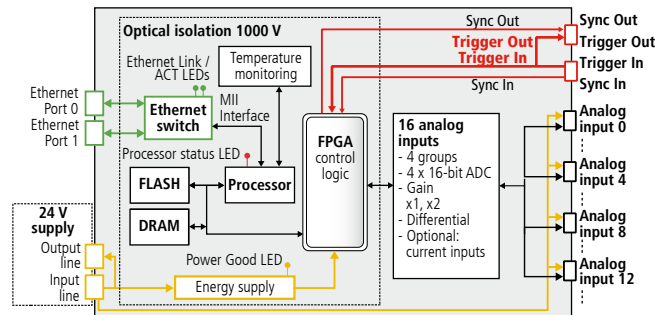 Optical isolation 1000 V
Sync Out
Sync Out
Trigger Out
Trigger Out
Trigger In
Trigger In
Sync In
Sync In
Ethernet Link /
ACT LEDs
Temperature
monitoring
Ethernet
Port 0
Ethernet
Port 1
Ethernet
switch
MII
Interface
Processor status LED
FLASH
Processor
DRAM
FPGA
control
logic
16 analog
inputs
- 4 groups
- 4 x 16-bit ADC
- Gain
x1, x2
- Differential
- Optional:
current inputs
Analog
input 0
Analog
input 4
Analog
input 8
Analog
input 12
24 V
supply
Output
line
Input
line
Power Good LED
Energy supply